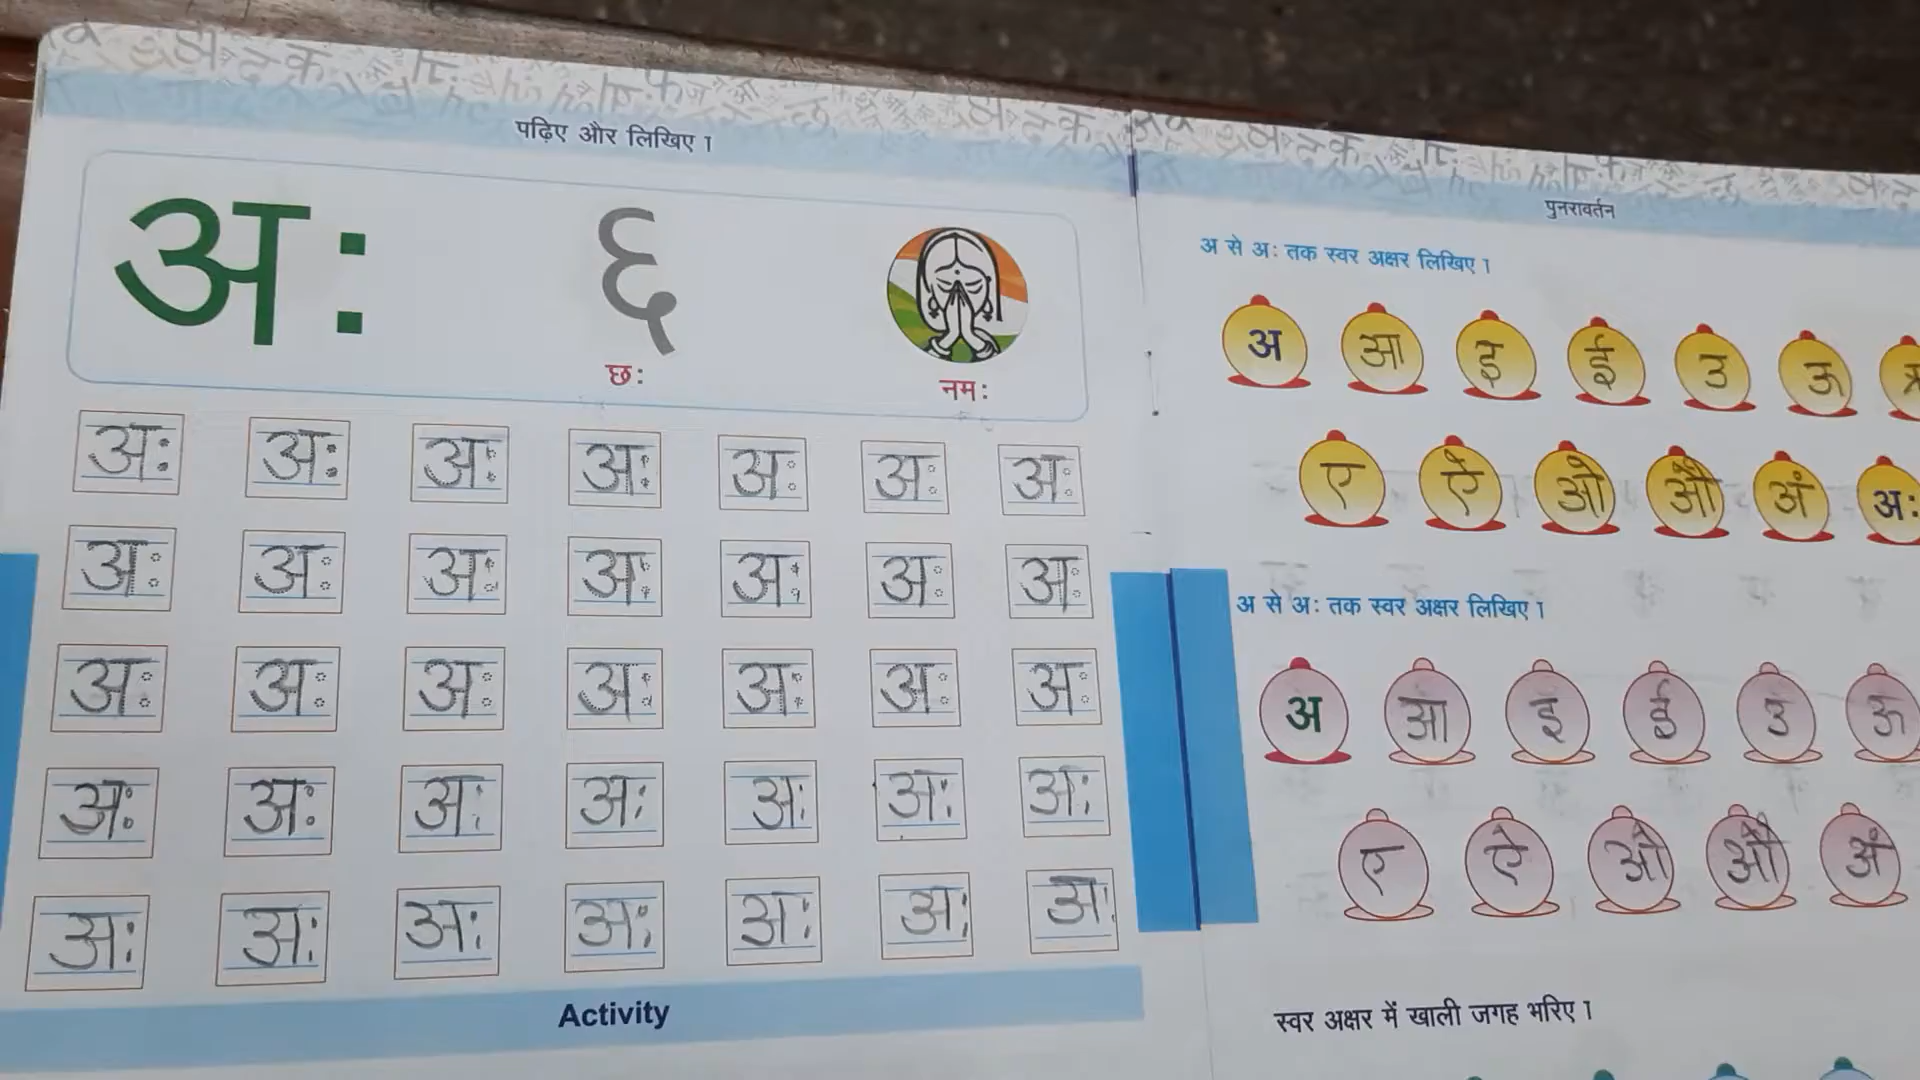 पढ़िए और लिखिए ।
अः ६
छः नमः
अः अः अः अः अः अः अः
अः अः अः अः अः अः अः
अः अः अः अः अः अः अः
अः अः अः अः अः अः अः
अः अः अः अः अः अः अः
Activity
पुनरावर्तन
अ से अः तक स्वर अक्षर लिखिए ।
अ आ इ ई उ ऊ
ए ऐ ओ औ अं अः
अ से अः तक स्वर अक्षर लिखिए ।
अ आ इ ई उ ऊ
ए ऐ ओ औ अं
स्वर अक्षर में खाली जगह भरिए ।